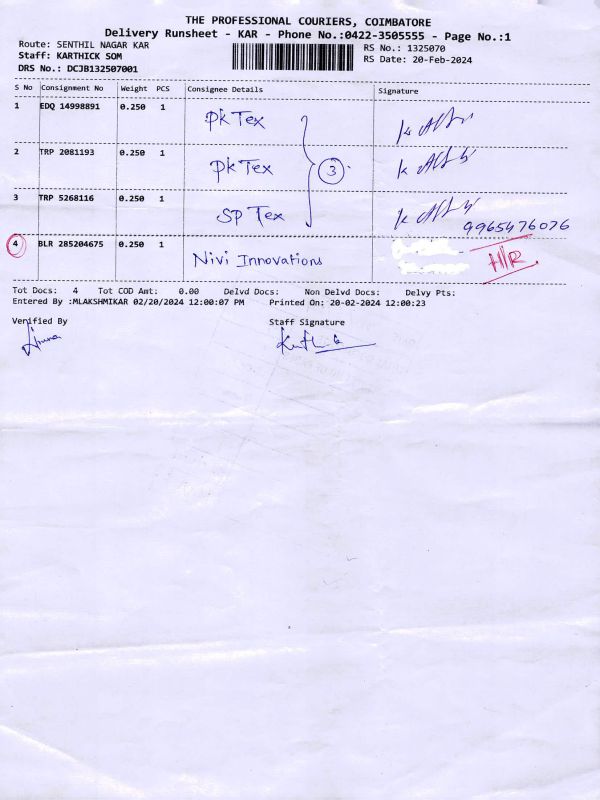 THE PROFESSIONAL COURIERS, COIMBATORE
Delivery Runsheet - KAR - Phone No.:0422-3505555 - Page No.:1
Route: SENTHIL NAGAR KAR RS No.: 1325070
Staff: KARTHICK SOM RS Date: 20-Feb-2024
DRS No.: DCJB132507001
S No Consignment No Weight PCS Consignee Details Signature
1 EDQ 14998891 0.250 1 PK Tex
2 TRP 2081193 0.250 1 PK Tex 3
3 TRP 5268116 0.250 1 SP Tex
9965476076
4 BLR 285204675 0.250 1 Nivi Innovations
Tot Docs: 4 Tot COD Amt: 0.00 Delvd Docs: Non Delvd Docs: Delvy Pts:
Entered By :MLAKSHMIKAR 02/20/2024 12:00:07 PM Printed On: 20-02-2024 12:00:23
Verified By Staff Signature